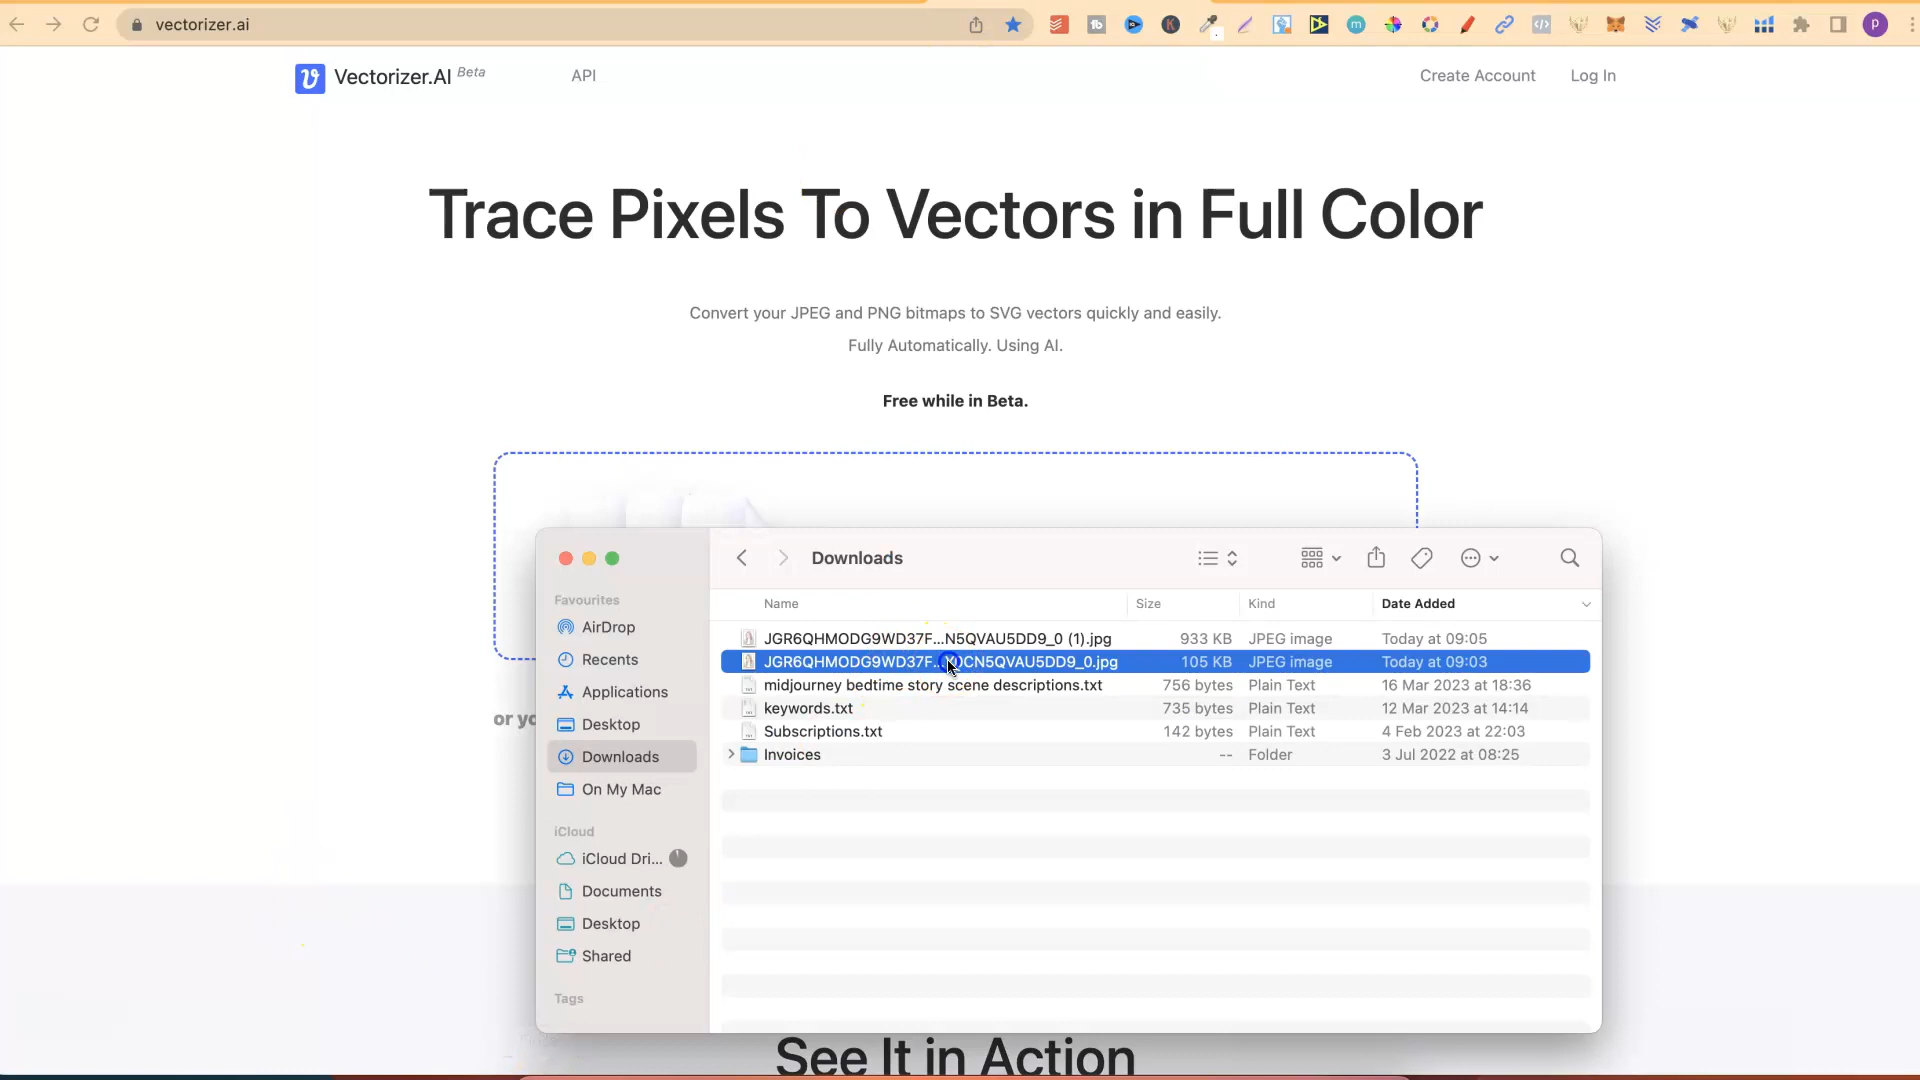 vectorizer.ai
Vectorizer.AI Beta API Create Account Log In
Trace Pixels To Vectors in Full Color
Convert your JPEG and PNG bitmaps to SVG vectors quickly and easily.
Fully Automatically. Using AI.
Free while in Beta.
or
Downloads
Favourites
AirDrop
Recents
Applications
Desktop
Downloads
On My Mac
iCloud
iCloud Dri...
Documents
Desktop
Shared
Tags
Name Size Kind Date Added
JGR6QHMODG9WD37F...N5QVAU5DD9_0 (1).jpg 933 KB JPEG image Today at 09:05
105 KB JPEG image Today at 09:03
midjourney bedtime story scene descriptions.txt 756 bytes Plain Text 16 Mar 2023 at 18:36
keywords.txt 735 bytes Plain Text 12 Mar 2023 at 14:14
Subscriptions.txt 142 bytes Plain Text 4 Feb 2023 at 22:03
Invoices -- Folder 3 Jul 2022 at 08:25
See It in Action